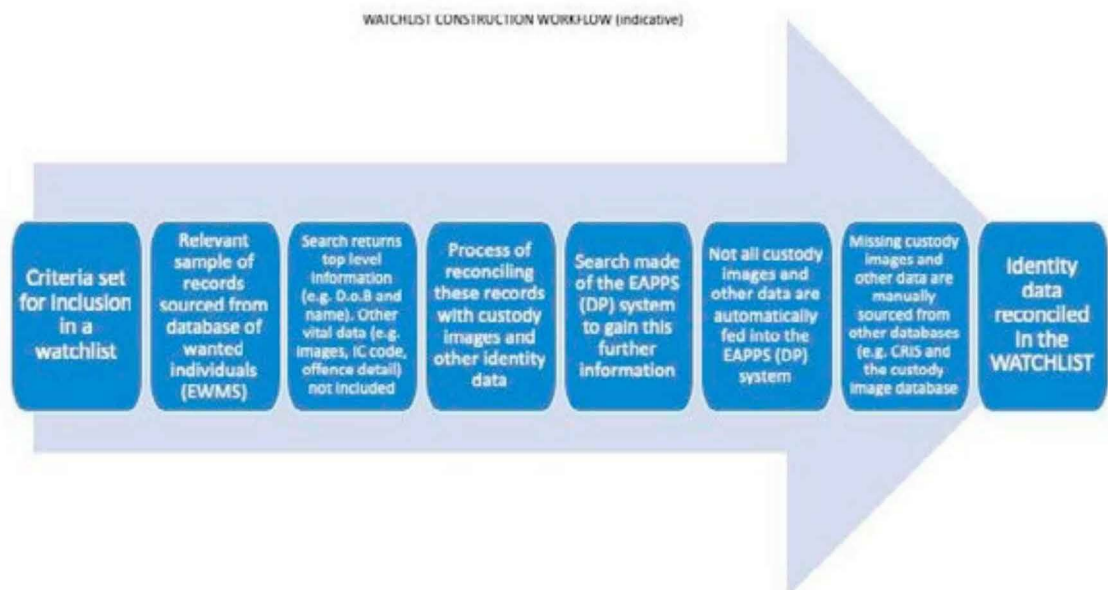 WATCHLIST CONSTRUCTION WORKFLOW (indicative)
Criteria set
for inclusion
in a
watchlist
Relevant
sample of
records
sourced from
database of
wanted
individuals
(EWMS)
Search returns
top level
information
(e.g. D.o.B and
name). Other
vital data (e.g.
images, IC code,
offence detail)
not included
Process of
reconciling
these records
with custody
images and
other identity
data
Search made
of the EAPPS
(DP) system
to gain this
further
information
Not all custody
images and
other data are
automatically
fed into the
EAPPS (DP)
system
Missing custody
images and
other data are
manually
sourced from
other databases
(e.g. CRIS and
the custody
image database
Identity
data
reconciled
in the
WATCHLIST